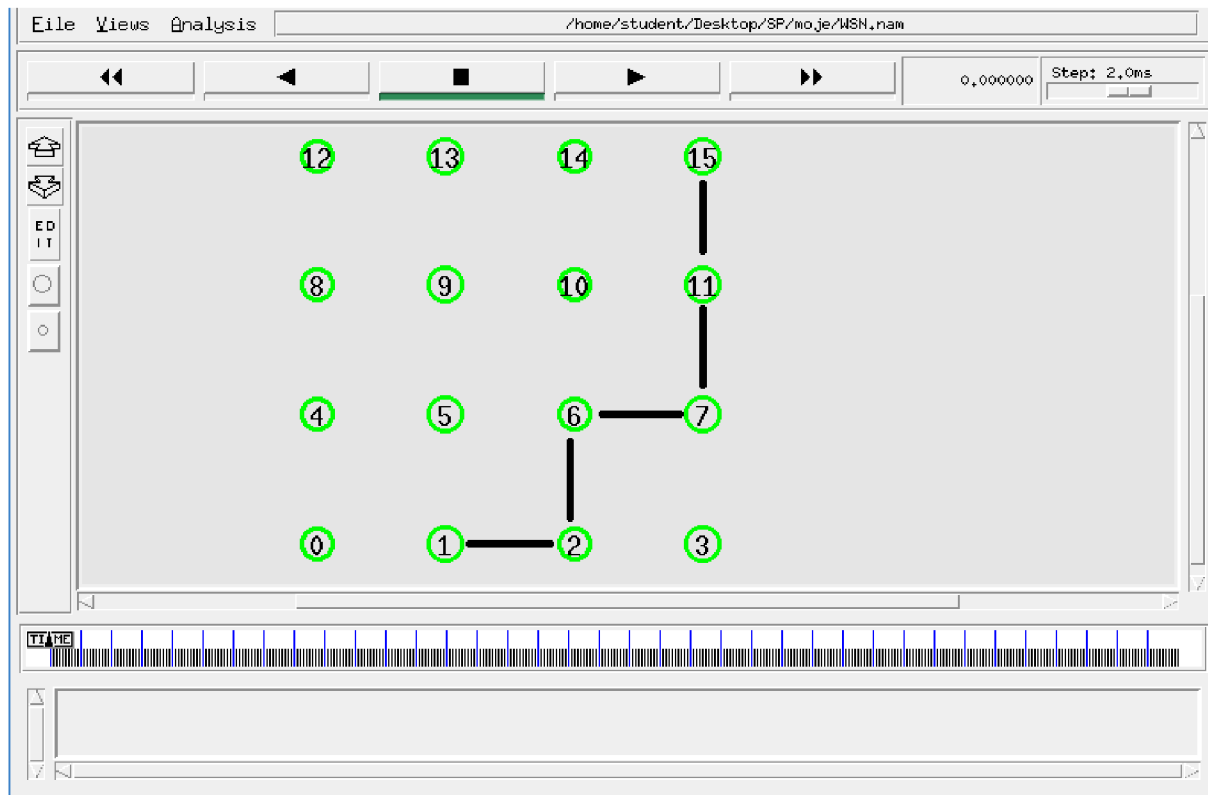 Eile Views Analysis /home/student/Desktop/SP/moje/WSN.nam
0.000000 Step: 2.0ms
ED
IT
12 13 14 15
8 9 10 11
4 5 6 7
0 1 2 3
TIME